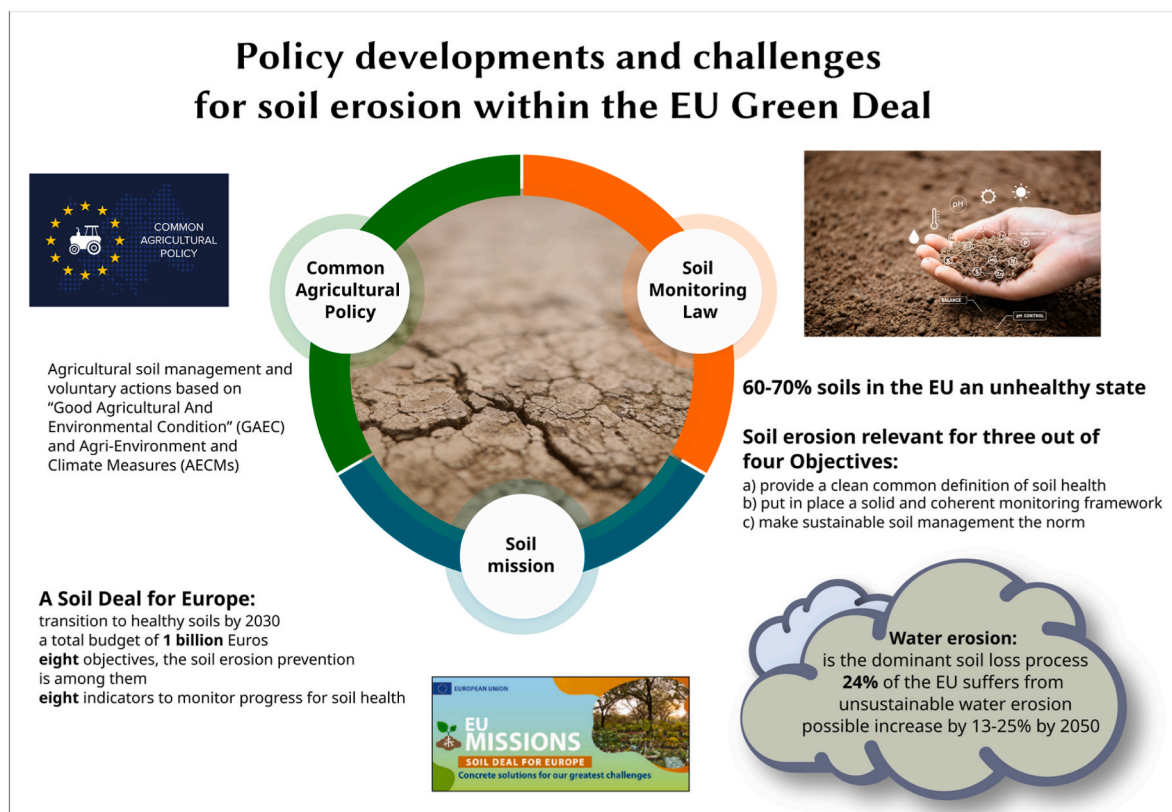 Policy developments and challenges
for soil erosion within the EU Green Deal
COMMON
AGRICULTURAL
POLICY
Common
Agricultural
Policy
Soil
Monitoring
Law
pH
BALANCE
pH CONTROL
Agricultural soil management and
voluntary actions based on
“Good Agricultural And
Environmental Condition” (GAEC)
and Agri-Environment and
Climate Measures (AECMs)
60-70% soils in the EU an unhealthy state
Soil erosion relevant for three out of
four Objectives:
a) provide a clean common definition of soil health
b) put in place a solid and coherent monitoring framework
c) make sustainable soil management the norm
Soil
mission
A Soil Deal for Europe:
transition to healthy soils by 2030
a total budget of 1 billion Euros
eight objectives, the soil erosion prevention
is among them
eight indicators to monitor progress for soil health
EUROPEAN UNION
EU
MISSIONS
SOIL DEAL FOR EUROPE
Concrete solutions for our greatest challenges
Water erosion:
is the dominant soil loss process
24% of the EU suffers from
unsustainable water erosion
possible increase by 13-25% by 2050